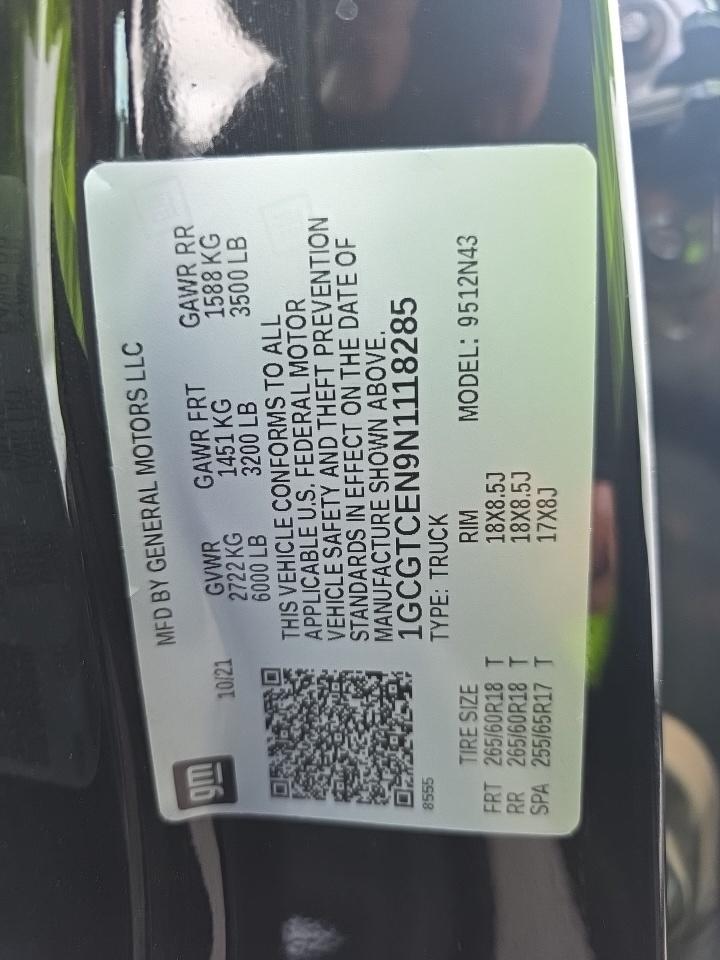 gm
MFD BY GENERAL MOTORS LLC
10/21
GVWR GAWR FRT GAWR RR
2722 KG 1451 KG 1588 KG
6000 LB 3200 LB 3500 LB
THIS VEHICLE CONFORMS TO ALL
APPLICABLE U.S. FEDERAL MOTOR
VEHICLE SAFETY AND THEFT PREVENTION
STANDARDS IN EFFECT ON THE DATE OF
MANUFACTURE SHOWN ABOVE.
1GCGTCEN9N1118285
8555
TYPE: TRUCK
MODEL: 9512N43
TIRE SIZE RIM
FRT 265/60R18 T 18X8.5J
RR 265/60R18 T 18X8.5J
SPA 255/65R17 T 17X8J